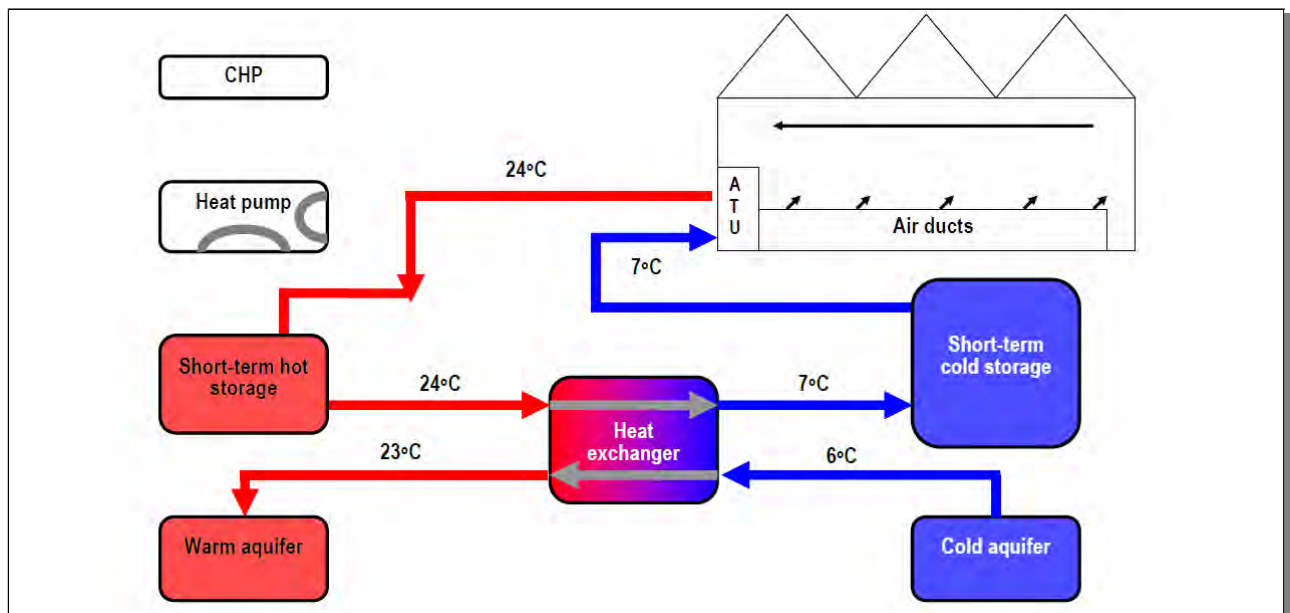 CHP
Heat pump
24°C
A
T
U
Air ducts
7°C
Short-term hot
storage
Short-term
cold storage
24°C
7°C
Heat
exchanger
23°C
6°C
Warm aquifer
Cold aquifer